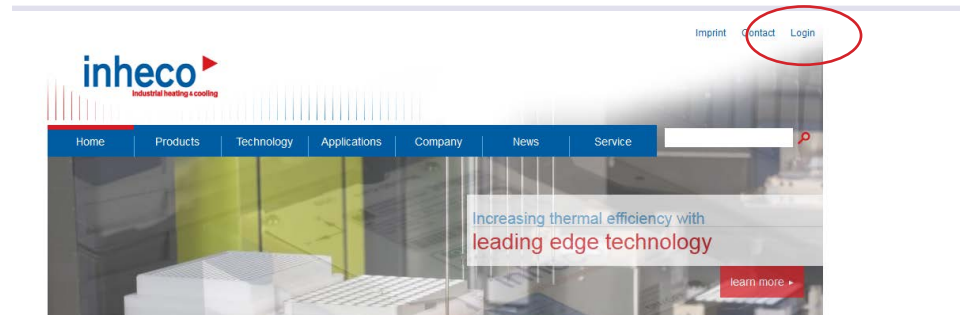 Imprint Contact Login
inheco
Industrial heating & cooling
Home Products Technology Applications Company News Service
Increasing thermal efficiency with
leading edge technology
learn more